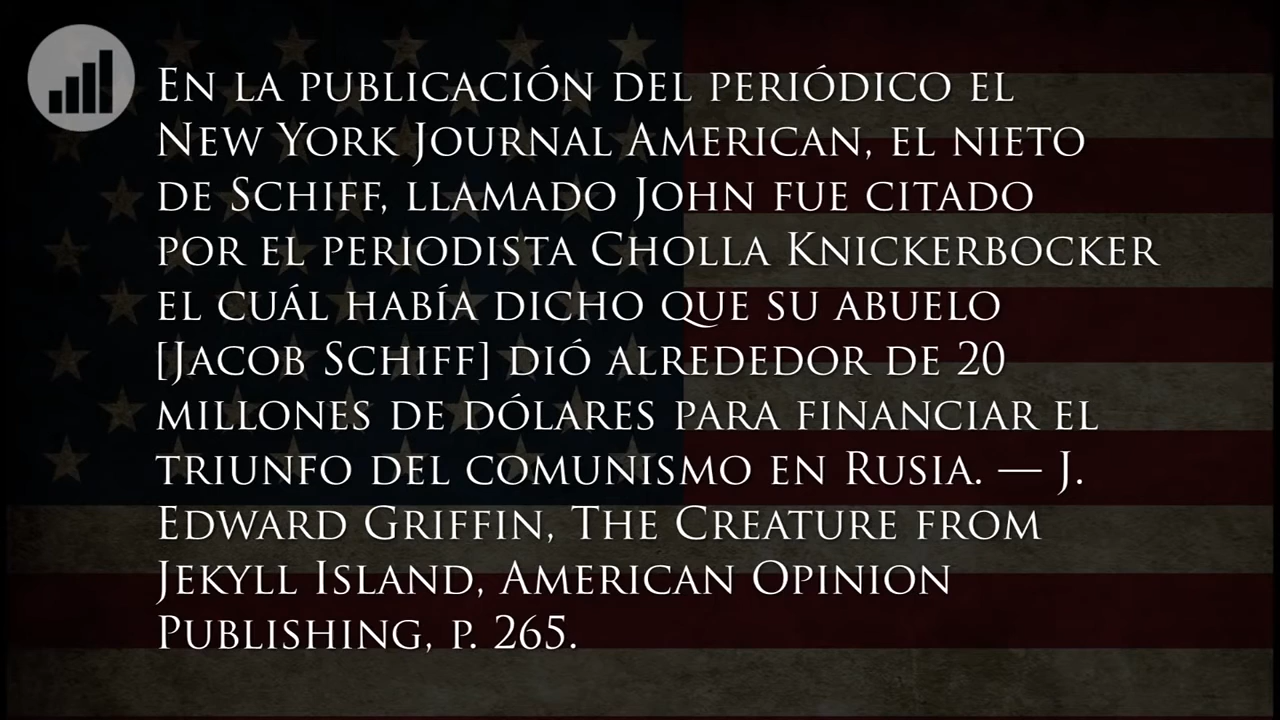 En la publicación del periódico el
New York Journal American, el nieto
de Schiff, llamado John fue citado
por el periodista Cholla Knickerbocker
el cuál había dicho que su abuelo
[Jacob Schiff] dió alrededor de 20
millones de dólares para financiar el
triunfo del comunismo en Rusia. — J.
Edward Griffin, The Creature from
Jekyll Island, American Opinion
Publishing, p. 265.